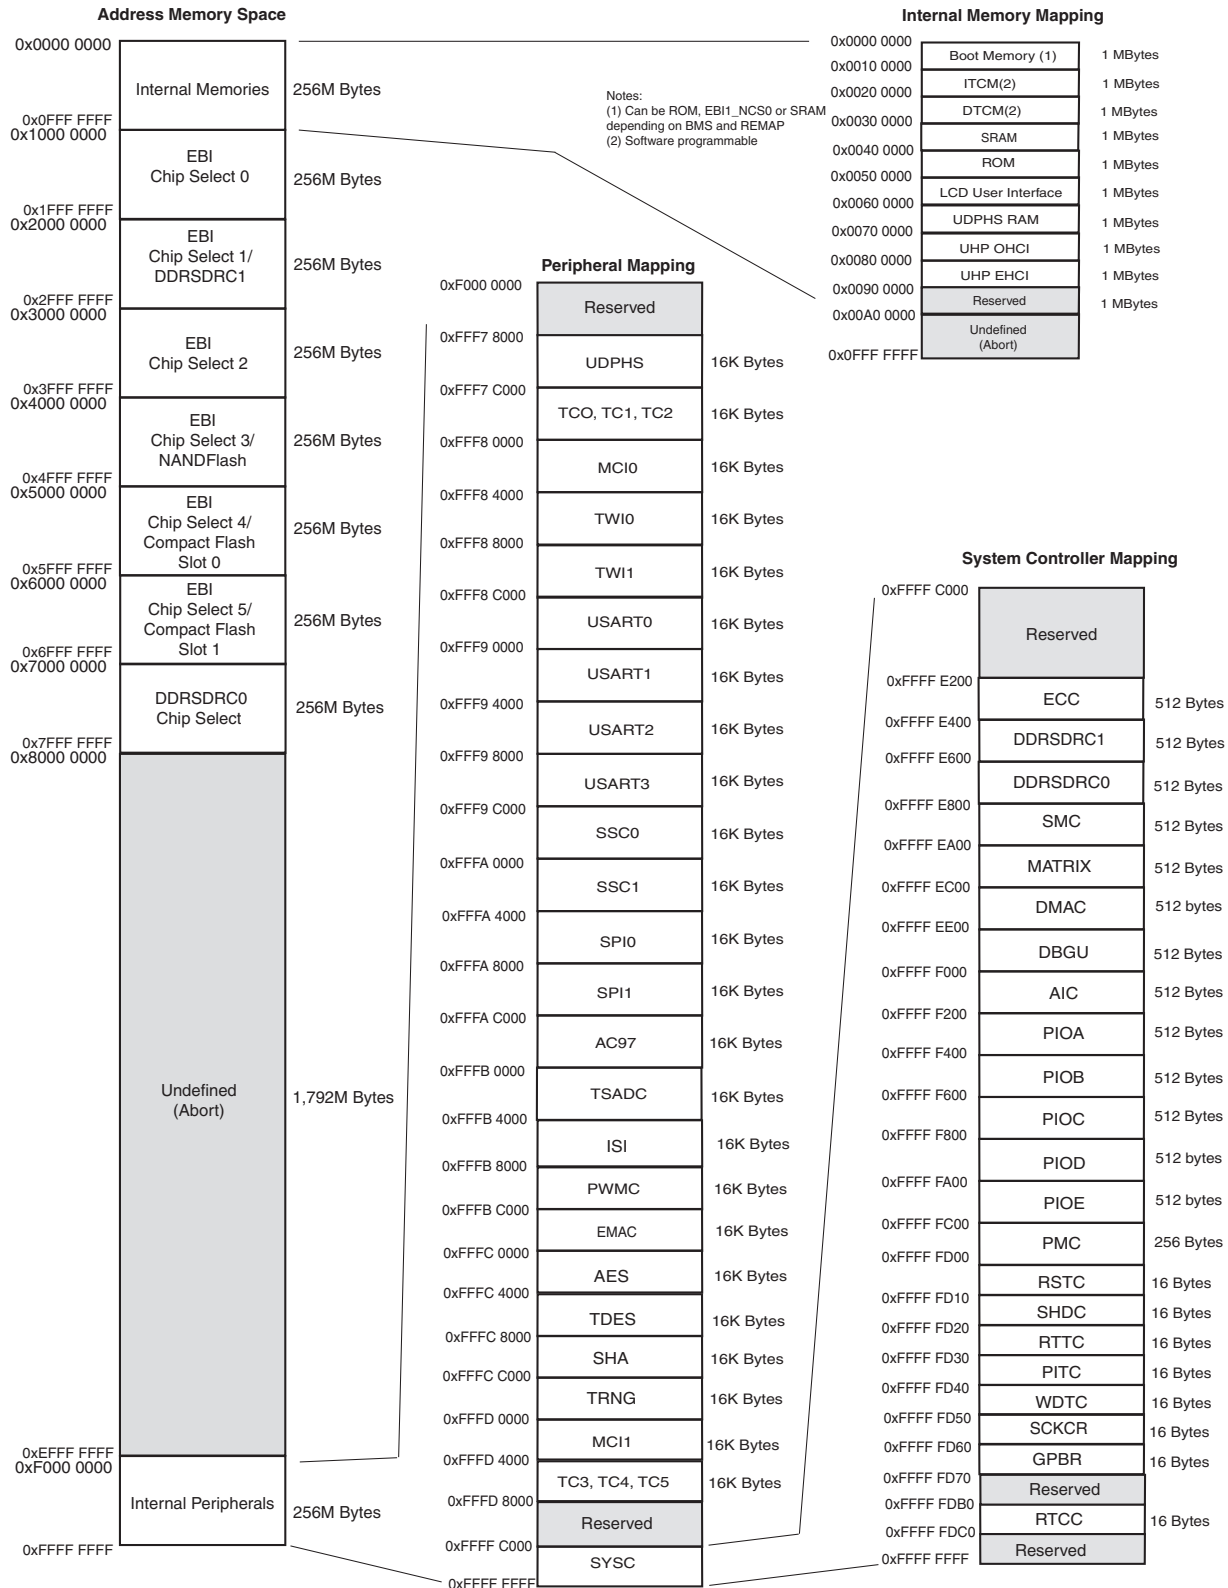 Address Memory Space
0x0000 0000
Internal Memories
256M Bytes
0x0FFF FFFF
0x1000 0000
EBI
Chip Select 0
256M Bytes
0x1FFF FFFF
0x2000 0000
EBI
Chip Select 1/
DDRSDRC1
256M Bytes
0x2FFF FFFF
0x3000 0000
EBI
Chip Select 2
256M Bytes
0x3FFF FFFF
0x4000 0000
EBI
Chip Select 3/
NANDFlash
256M Bytes
0x4FFF FFFF
0x5000 0000
EBI
Chip Select 4/
Compact Flash
Slot 0
256M Bytes
0x5FFF FFFF
0x6000 0000
EBI
Chip Select 5/
Compact Flash
Slot 1
256M Bytes
0x6FFF FFFF
0x7000 0000
DDRSDRC0
Chip Select
256M Bytes
0x7FFF FFFF
0x8000 0000
Undefined
(Abort)
1,792M Bytes
0xEFFF FFFF
0xF000 0000
Internal Peripherals
256M Bytes
0xFFFF FFFF
Notes:
(1) Can be ROM, EBI1_NCS0 or SRAM
depending on BMS and REMAP
(2) Software programmable
Internal Memory Mapping
0x0000 0000
Boot Memory (1)
1 MBytes
0x0010 0000
ITCM(2)
1 MBytes
0x0020 0000
DTCM(2)
1 MBytes
0x0030 0000
SRAM
1 MBytes
0x0040 0000
ROM
1 MBytes
0x0050 0000
LCD User Interface
1 MBytes
0x0060 0000
UDPHS RAM
1 MBytes
0x0070 0000
UHP OHCI
1 MBytes
0x0080 0000
UHP EHCI
1 MBytes
0x0090 0000
Reserved
1 MBytes
0x00A0 0000
Undefined
(Abort)
0x0FFF FFFF
Peripheral Mapping
0xF000 0000
Reserved
0xFFF7 8000
UDPHS
16K Bytes
0xFFF7 C000
TCO, TC1, TC2
16K Bytes
0xFFF8 0000
MCI0
16K Bytes
0xFFF8 4000
TWI0
16K Bytes
0xFFF8 8000
TWI1
16K Bytes
0xFFF8 C000
USART0
16K Bytes
0xFFF9 0000
USART1
16K Bytes
0xFFF9 4000
USART2
16K Bytes
0xFFF9 8000
USART3
16K Bytes
0xFFF9 C000
SSC0
16K Bytes
0xFFFA 0000
SSC1
16K Bytes
0xFFFA 4000
SPI0
16K Bytes
0xFFFA 8000
SPI1
16K Bytes
0xFFFA C000
AC97
16K Bytes
0xFFFB 0000
TSADC
16K Bytes
0xFFFB 4000
ISI
16K Bytes
0xFFFB 8000
PWMC
16K Bytes
0xFFFB C000
EMAC
16K Bytes
0xFFFC 0000
AES
16K Bytes
0xFFFC 4000
TDES
16K Bytes
0xFFFC 8000
SHA
16K Bytes
0xFFFC C000
TRNG
16K Bytes
0xFFFD 0000
MCI1
16K Bytes
0xFFFD 4000
TC3, TC4, TC5
16K Bytes
0xFFFD 8000
Reserved
0xFFFF C000
SYSC
0xFFFF FFFF
System Controller Mapping
0xFFFF C000
Reserved
0xFFFF E200
ECC
512 Bytes
0xFFFF E400
DDRSDRC1
512 Bytes
0xFFFF E600
DDRSDRC0
512 Bytes
0xFFFF E800
SMC
512 Bytes
0xFFFF EA00
MATRIX
512 Bytes
0xFFFF EC00
DMAC
512 bytes
0xFFFF EE00
DBGU
512 Bytes
0xFFFF F000
AIC
512 Bytes
0xFFFF F200
PIOA
512 Bytes
0xFFFF F400
PIOB
512 Bytes
0xFFFF F600
PIOC
512 Bytes
0xFFFF F800
PIOD
512 bytes
0xFFFF FA00
PIOE
512 bytes
0xFFFF FC00
PMC
256 Bytes
0xFFFF FD00
RSTC
16 Bytes
0xFFFF FD10
SHDC
16 Bytes
0xFFFF FD20
RTTC
16 Bytes
0xFFFF FD30
PITC
16 Bytes
0xFFFF FD40
WDTC
16 Bytes
0xFFFF FD50
SCKCR
16 Bytes
0xFFFF FD60
GPBR
16 Bytes
0xFFFF FD70
Reserved
0xFFFF FDB0
RTCC
16 Bytes
0xFFFF FDC0
Reserved
0xFFFF FFFF